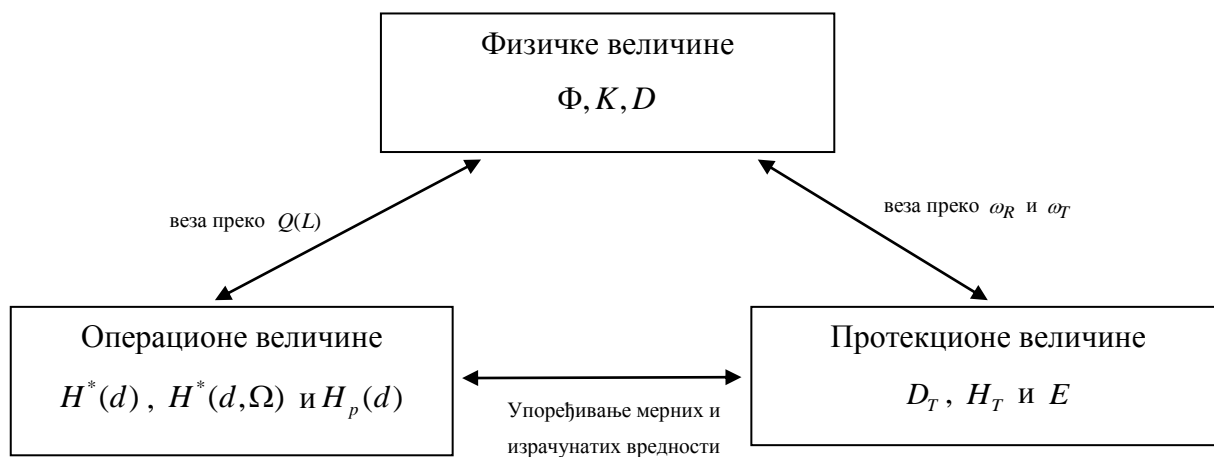 Физичке величине
Φ, K, D
веза преко Q(L)
веза преко ω_R и ω_T
Операционе величине
H^*(d) , H^*(d,Ω) и H_p(d)
Протекционе величине
D_T , H_T и E
Упоређивање мерних и
израчунатих вредности